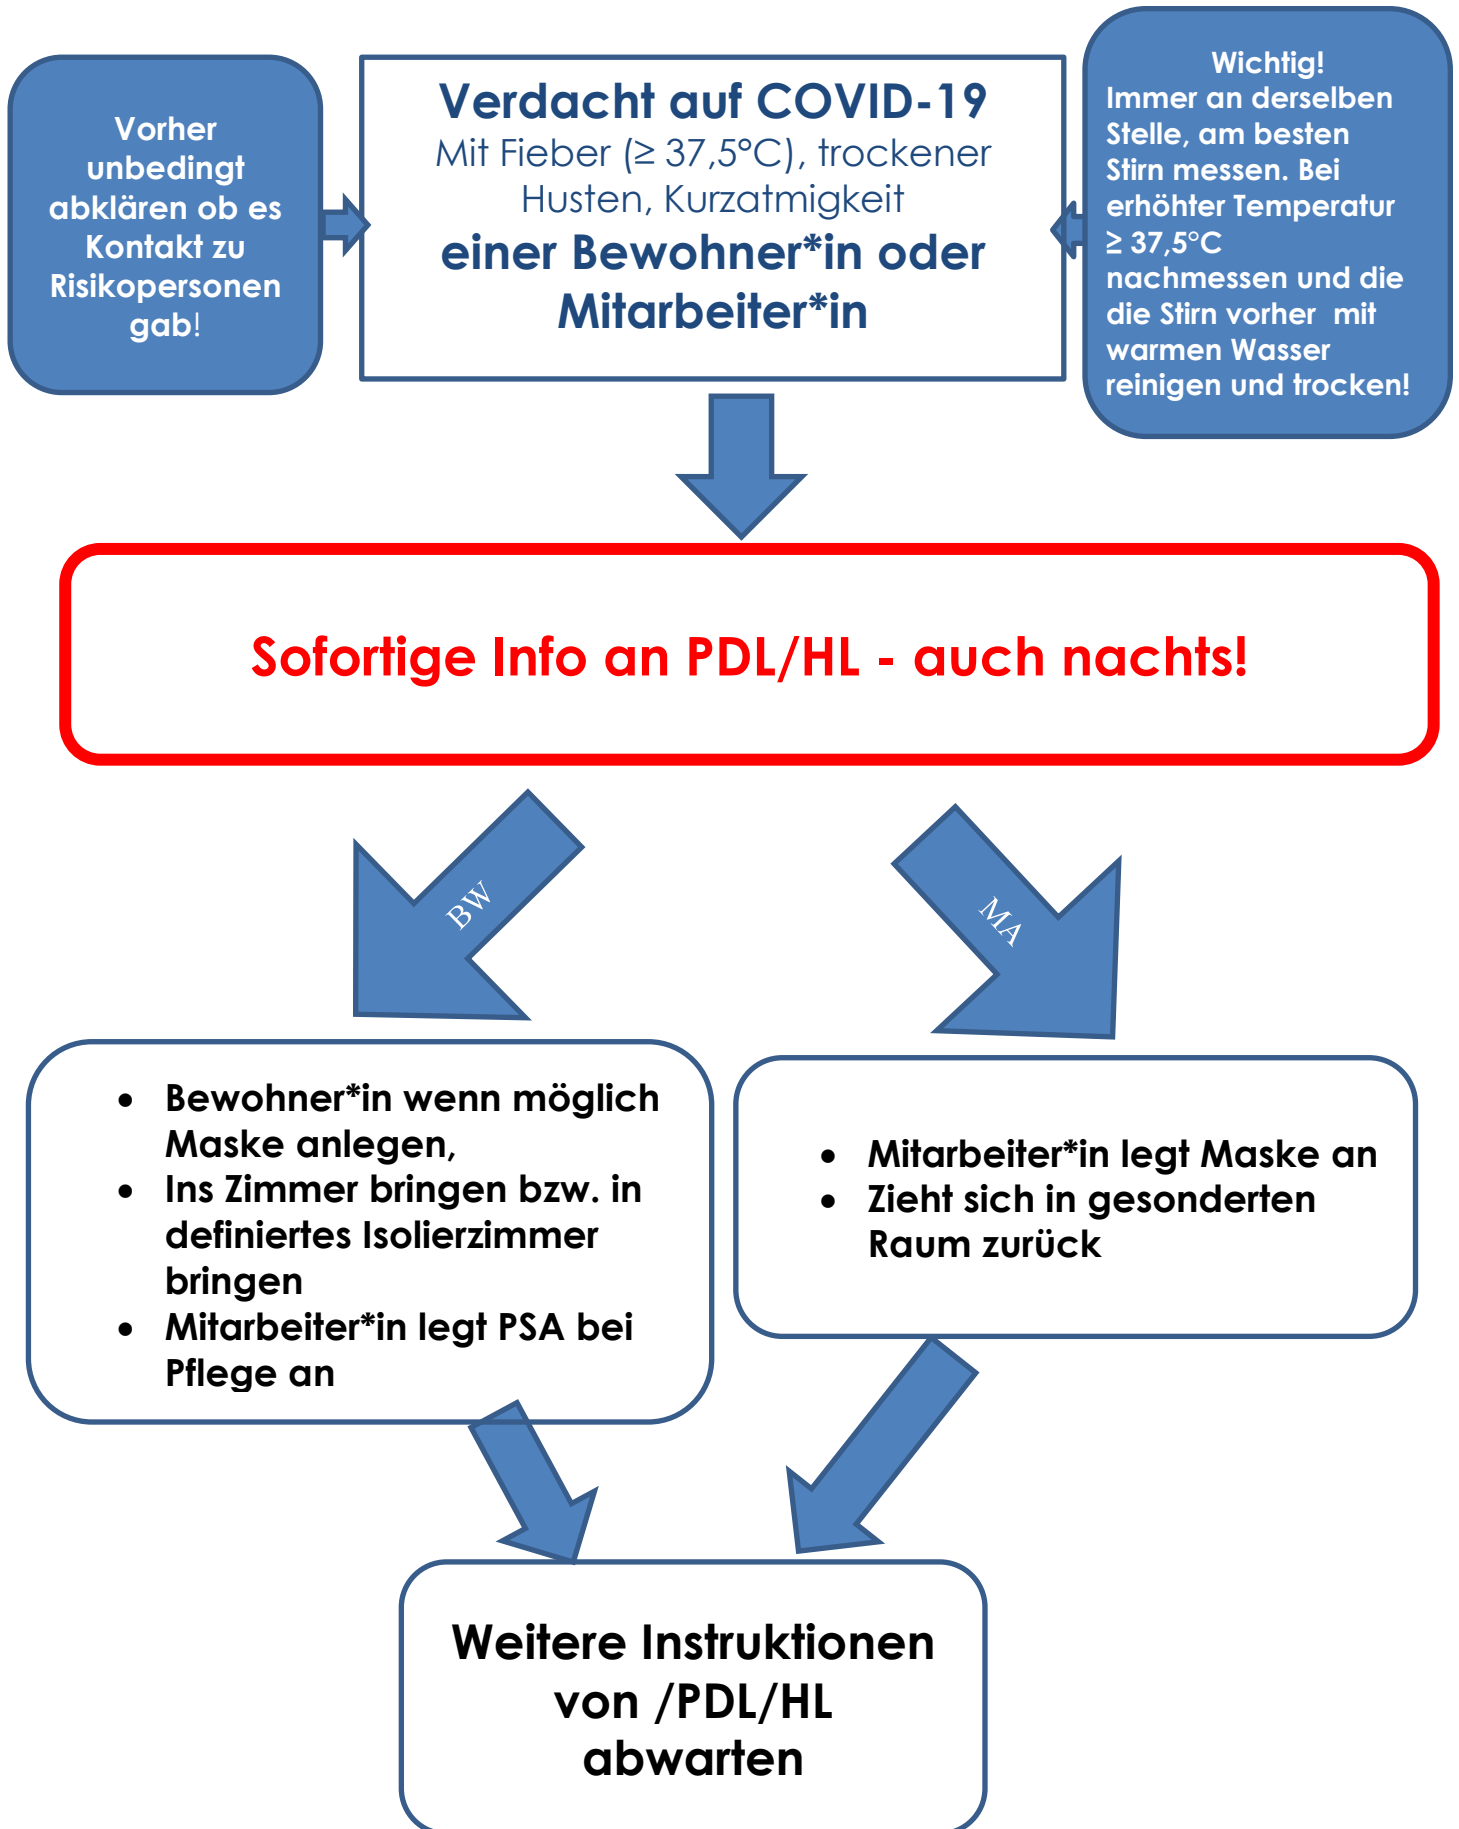 Vorher
unbedingt
abklären ob es
Kontakt zu
Risikopersonen
gab!
Verdacht auf COVID-19
Mit Fieber (≥ 37,5°C), trockener
Husten, Kurzatmigkeit
einer Bewohner*in oder
Mitarbeiter*in
Wichtig!
Immer an derselben
Stelle, am besten
Stirn messen. Bei
erhöhter Temperatur
≥ 37,5°C
nachmessen und die
die Stirn vorher mit
warmen Wasser
reinigen und trocken!
Sofortige Info an PDL/HL - auch nachts!
BW
MA
• Bewohner*in wenn möglich
Maske anlegen,
• Ins Zimmer bringen bzw. in
definiertes Isolierzimmer
bringen
• Mitarbeiter*in legt PSA bei
Pflege an
• Mitarbeiter*in legt Maske an
• Zieht sich in gesonderten
Raum zurück
Weitere Instruktionen
von /PDL/HL
abwarten